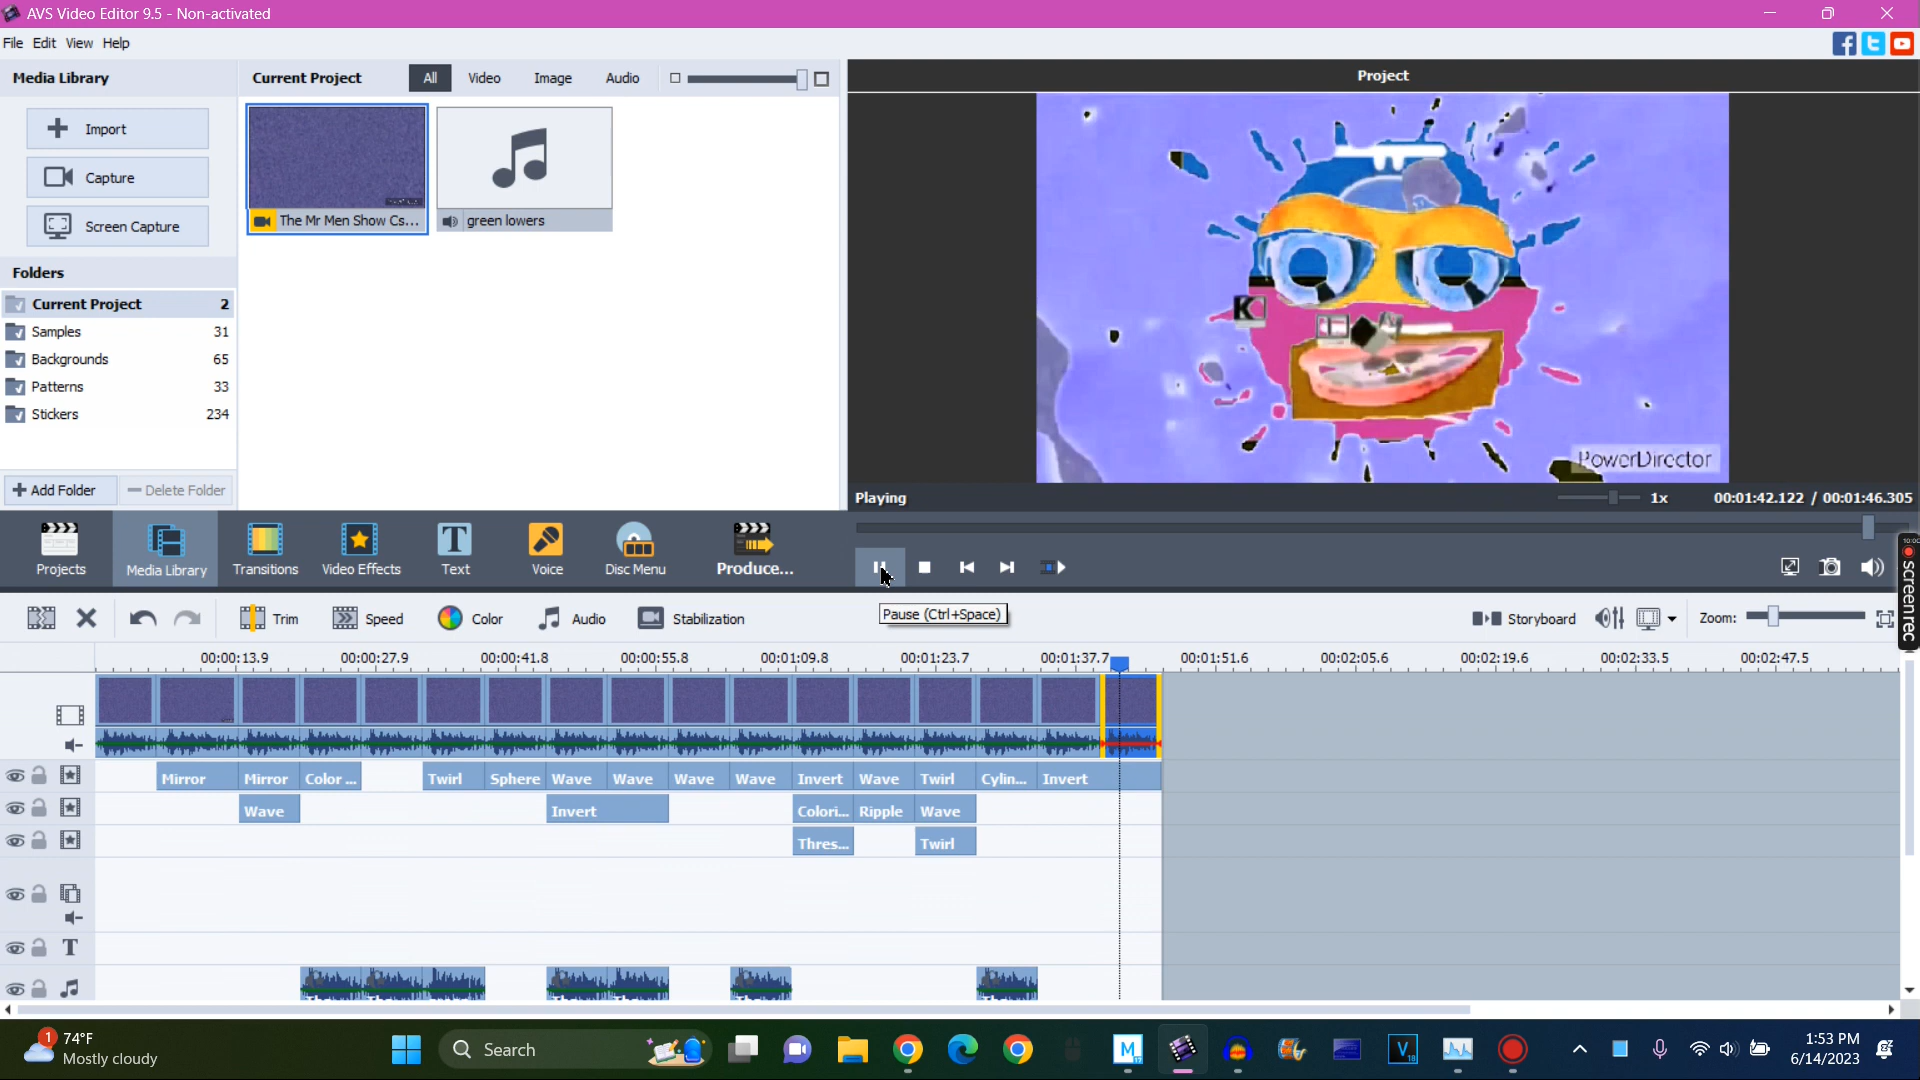 AVS Video Editor 9.5 - Non-activated
File Edit View Help
Media Library
Current Project All Video Image Audio
Project
Import
Capture
Screen Capture
The Mr Men Show Cs...
green lowers
Folders
Current Project 2
Samples 31
Backgrounds 65
Patterns 33
Stickers 234
Add Folder Delete Folder
K
PowerDirector
Playing 1x 00:01:42.122 / 00:01:46.305
Projects Media Library Transitions Video Effects Text Voice Disc Menu Produce...
screenrec
Trim Speed Color Audio Stabilization
Pause (Ctrl+Space)
Storyboard Zoom:
00:00:13.9 00:00:27.9 00:00:41.8 00:00:55.8 00:01:09.8 00:01:23.7 00:01:37.7 00:01:51.6 00:02:05.6 00:02:19.6 00:02:33.5 00:02:47.5
Mirror Mirror Color ... Twirl Sphere Wave Wave Wave Wave Invert Wave Twirl Cylin... Invert
Wave Invert Colori... Ripple Wave
Thres... Twirl
T
1 74°F
Mostly cloudy
Search
1:53 PM
6/14/2023